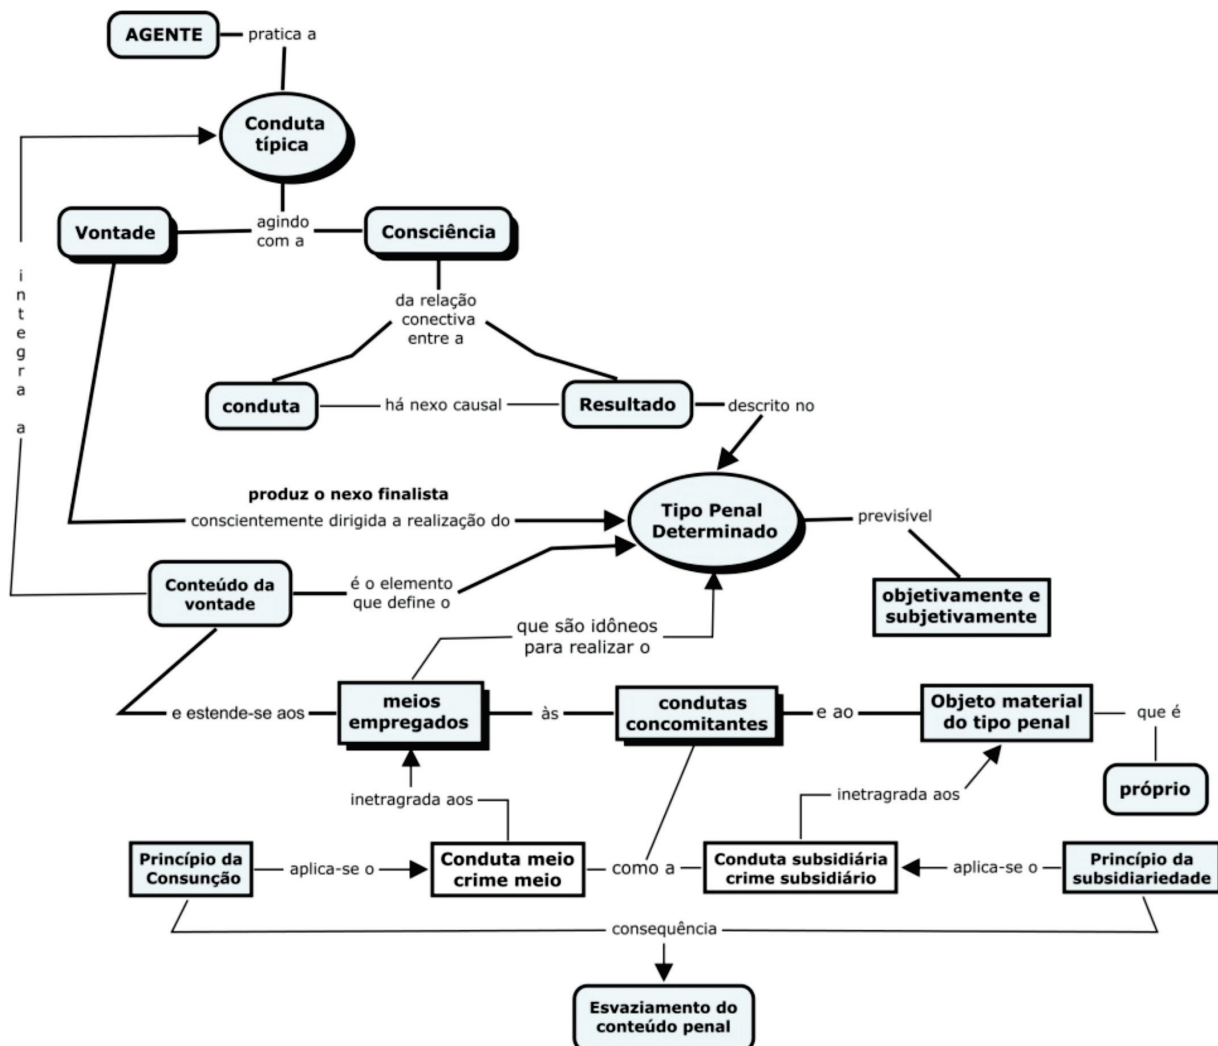 AGENTE
pratica a
Conduta
típica
agindo
com a
Vontade
Consciência
integra a
da relação
conectiva
entre a
conduta
há nexo causal
Resultado
descrito no
produz o nexo finalista
conscientemente dirigida a realização do
Tipo Penal
Determinado
previsível
objetivamente e
subjetivamente
Conteúdo da
vontade
é o elemento
que define o
que são idôneos
para realizar o
e estende-se aos
meios
empregados
às
condutas
concomitantes
e ao
Objeto material
do tipo penal
que é
próprio
inetragrada aos
inetragrada aos
Princípio da
Consunção
aplica-se o
Conduta meio
crime meio
como a
Conduta subsidiária
crime subsidiário
aplica-se o
Princípio da
subsidiariedade
consequência
Esvaziamento do
conteúdo penal